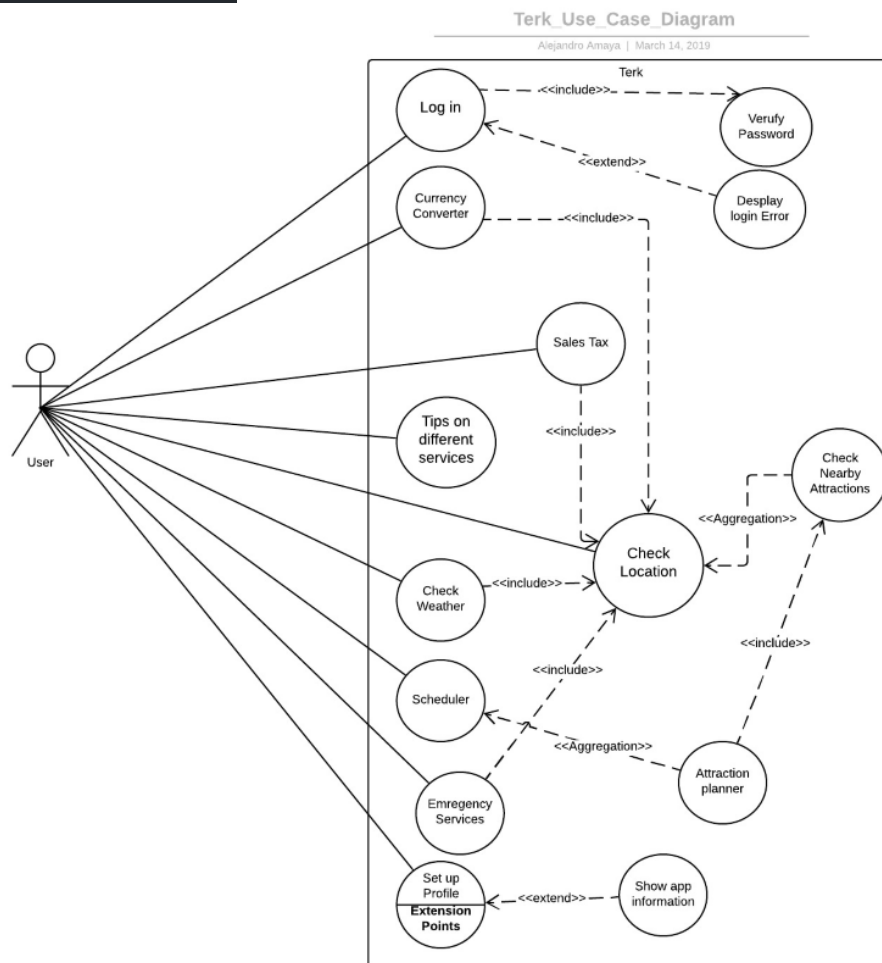 Terk_Use_Case_Diagram
Alejandro Amaya | March 14, 2019
Terk
Log in
<<include>>
Verufy
Password
<<extend>>
Desplay
login Error
Currency
Converter
<<include>>
Sales Tax
<<include>>
User
Tips on
different
services
Check
Nearby
Attractions
<<Aggregation>>
Check
Location
Check
Weather
<<include>>
<<include>>
<<include>>
Scheduler
<<Aggregation>>
Attraction
planner
Emregency
Services
Set up
Profile
Extension
Points
<<extend>>
Show app
information